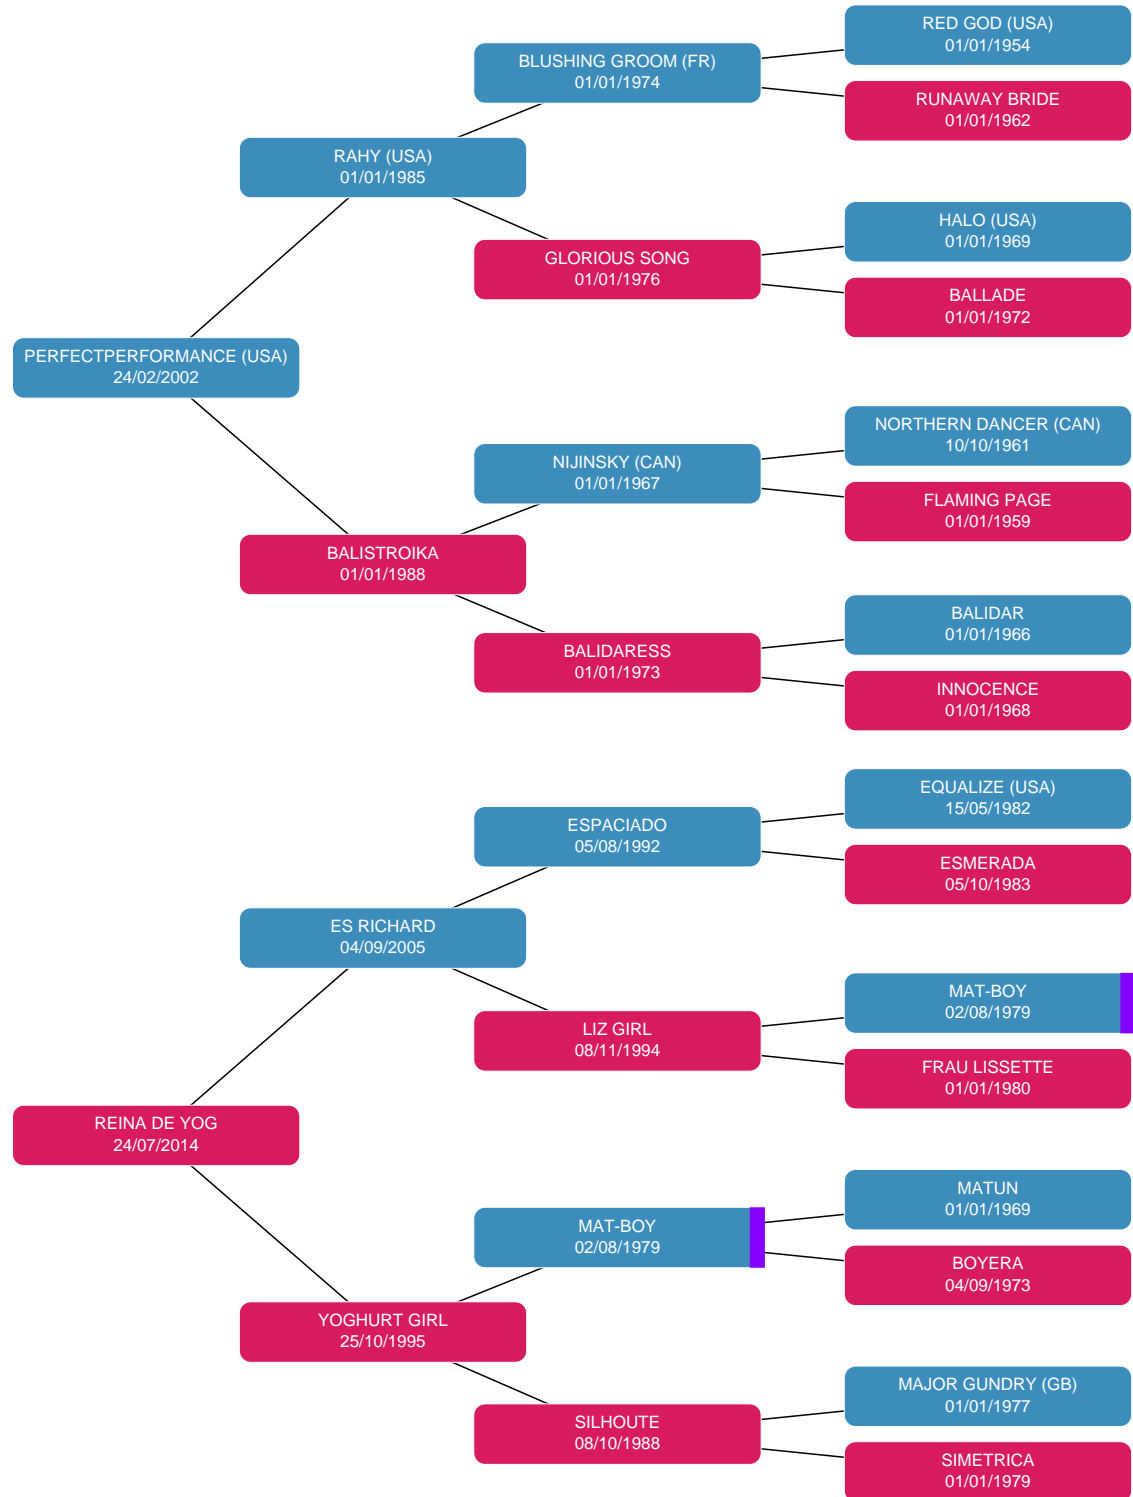 RED GOD (USA)
01/01/1954
BLUSHING GROOM (FR)
01/01/1974
RUNAWAY BRIDE
01/01/1962
RAHY (USA)
01/01/1985
HALO (USA)
01/01/1969
GLORIOUS SONG
01/01/1976
BALLADE
01/01/1972
PERFECTPERFORMANCE (USA)
24/02/2002
NORTHERN DANCER (CAN)
10/10/1961
NIJINSKY (CAN)
01/01/1967
FLAMING PAGE
01/01/1959
BALISTROIKA
01/01/1988
BALIDAR
01/01/1966
BALIDARESS
01/01/1973
INNOCENCE
01/01/1968
EQUALIZE (USA)
15/05/1982
ESPACIADO
05/08/1992
ESMERADA
05/10/1983
ES RICHARD
04/09/2005
MAT-BOY
02/08/1979
LIZ GIRL
08/11/1994
FRAU LISSETTE
01/01/1980
REINA DE YOG
24/07/2014
MATUN
01/01/1969
MAT-BOY
02/08/1979
BOYERA
04/09/1973
YOGHURT GIRL
25/10/1995
MAJOR GUNDRY (GB)
01/01/1977
SILHOUTE
08/10/1988
SIMETRICA
01/01/1979